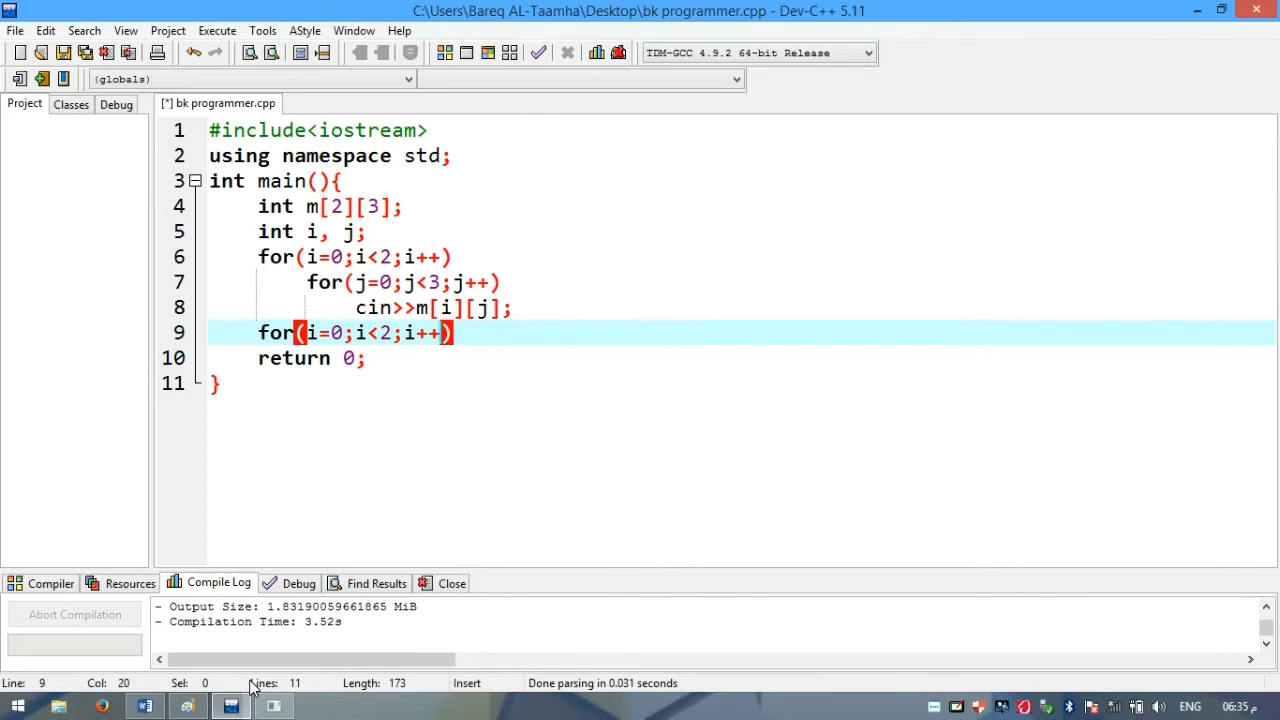 C:\Users\Bareq AL-Taamha\Desktop\bk programmer.cpp - Dev-C++ 5.11
File Edit Search View Project Execute Tools AStyle Window Help
TDM-GCC 4.9.2 64-bit Release
(globals)
Project Classes Debug [*] bk programmer.cpp
1 #include<iostream>
2 using namespace std;
3 int main(){
4 int m[2][3];
5 int i, j;
6 for(i=0;i<2;i++)
7 for(j=0;j<3;j++)
8 cin>>m[i][j];
9 for(i=0;i<2;i++)
10 return 0;
11 }
Compiler Resources Compile Log Debug Find Results Close
Abort Compilation
- Output Size: 1.83190059661865 MiB
- Compilation Time: 3.52s
Line: 9 Col: 20 Sel: 0 Lines: 11 Length: 173 Insert Done parsing in 0.031 seconds
ENG 06:35 م